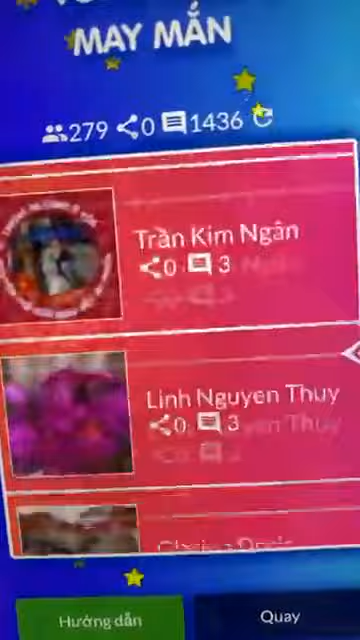 MAY MẮN
279 0 1436
Trần Kim Ngân
0 3
Linh Nguyen Thuy
0 3
Hướng dẫn
Quay